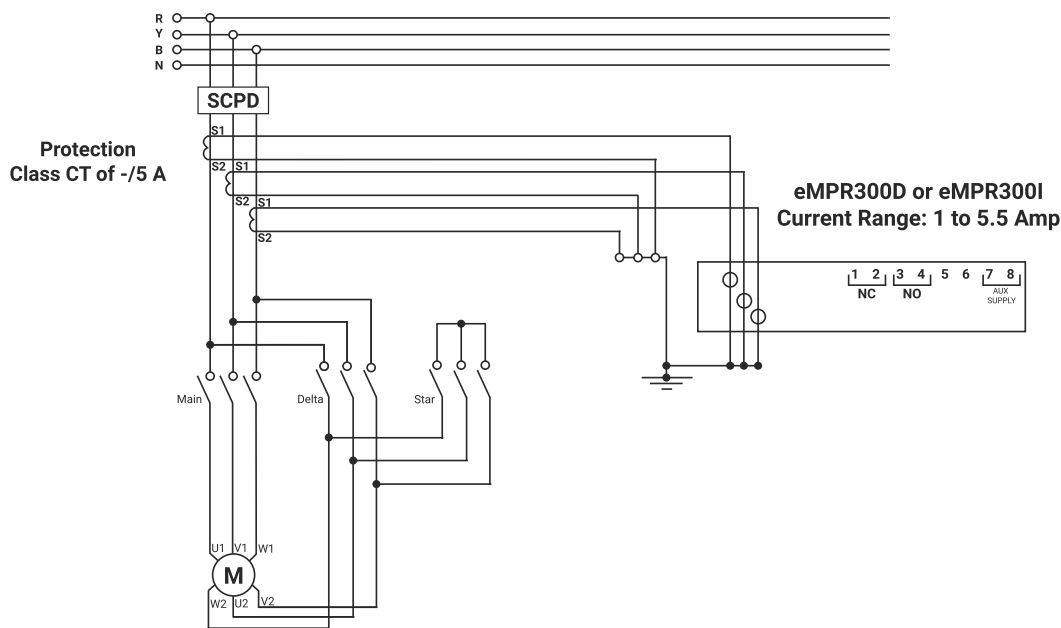 R
Y
B
N
SCPD
S1
S2 S1
S2 S1
S2
Protection
Class CT of -/5 A
eMPR300D or eMPR300I
Current Range: 1 to 5.5 Amp
1 2 3 4 5 6 7 8
NC NO AUX
SUPPLY
Main Delta Star
U1 V1 W1
M
W2 U2 V2